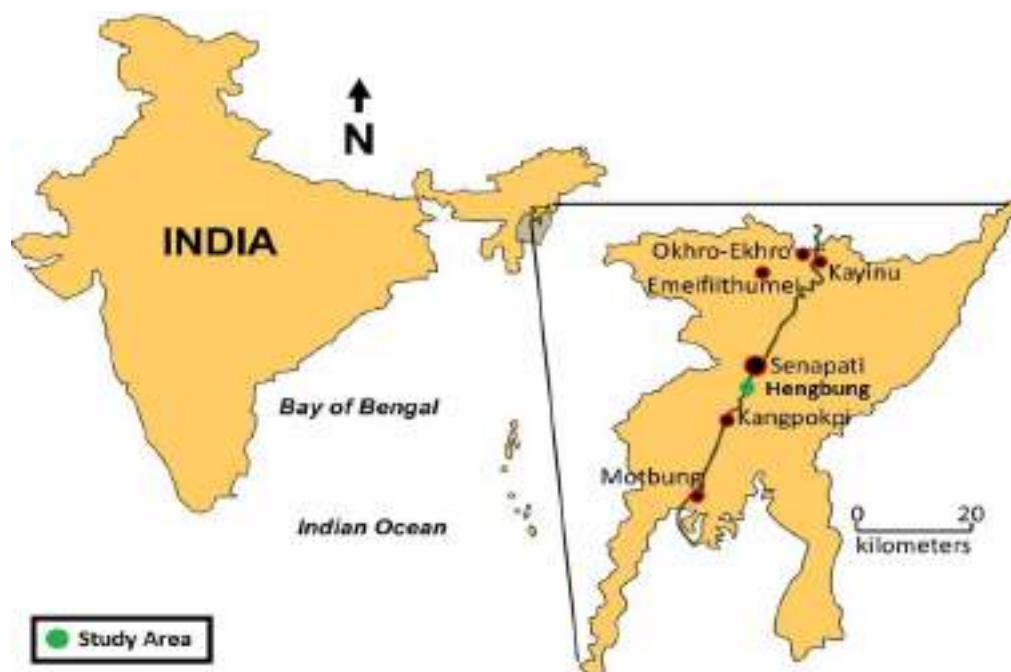 N
INDIA
Okhro-Ekhro
Kayinu
Emeifiithumei
Senapati
Hengbung
Bay of Bengal
Kangpokpi
Motbung
0 20
kilometers
Indian Ocean
Study Area